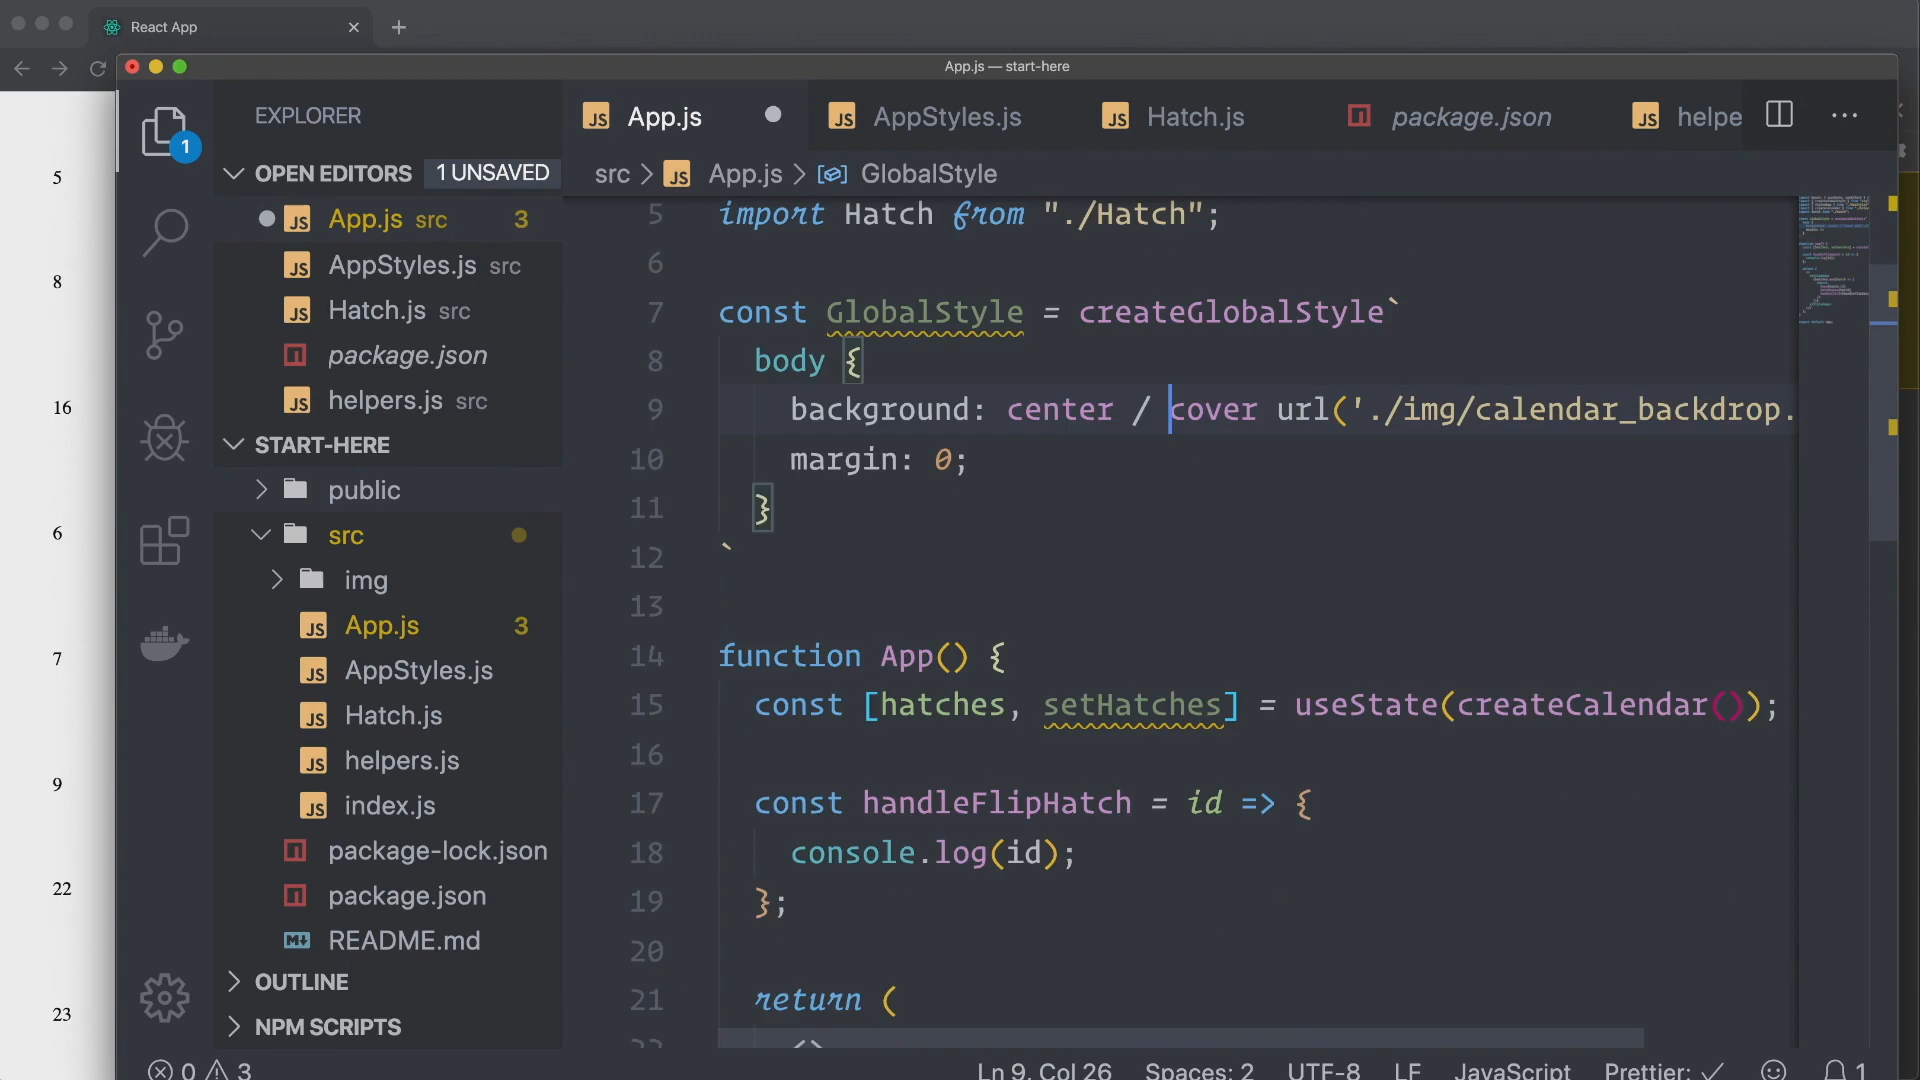 React App
App.js — start-here
5
8
16
6
7
9
22
23
1
EXPLORER
OPEN EDITORS 1 UNSAVED
App.js src 3
AppStyles.js src
Hatch.js src
package.json
helpers.js src
START-HERE
public
src
img
App.js 3
AppStyles.js
Hatch.js
helpers.js
index.js
package-lock.json
package.json
README.md
OUTLINE
NPM SCRIPTS
App.js AppStyles.js Hatch.js package.json helpe
src > App.js > GlobalStyle
5 import Hatch from "./Hatch";
6
7 const GlobalStyle = createGlobalStyle`
8 body {
9 background: center / cover url('./img/calendar_backdrop.
10 margin: 0;
11 }
12 `
13
14 function App() {
15 const [hatches, setHatches] = useState(createCalendar());
16
17 const handleFlipHatch = id => {
18 console.log(id);
19 };
20
21 return (
22 <>
0 3 Ln 9, Col 26 Spaces: 2 UTF-8 LF JavaScript Prettier: ✓ 1